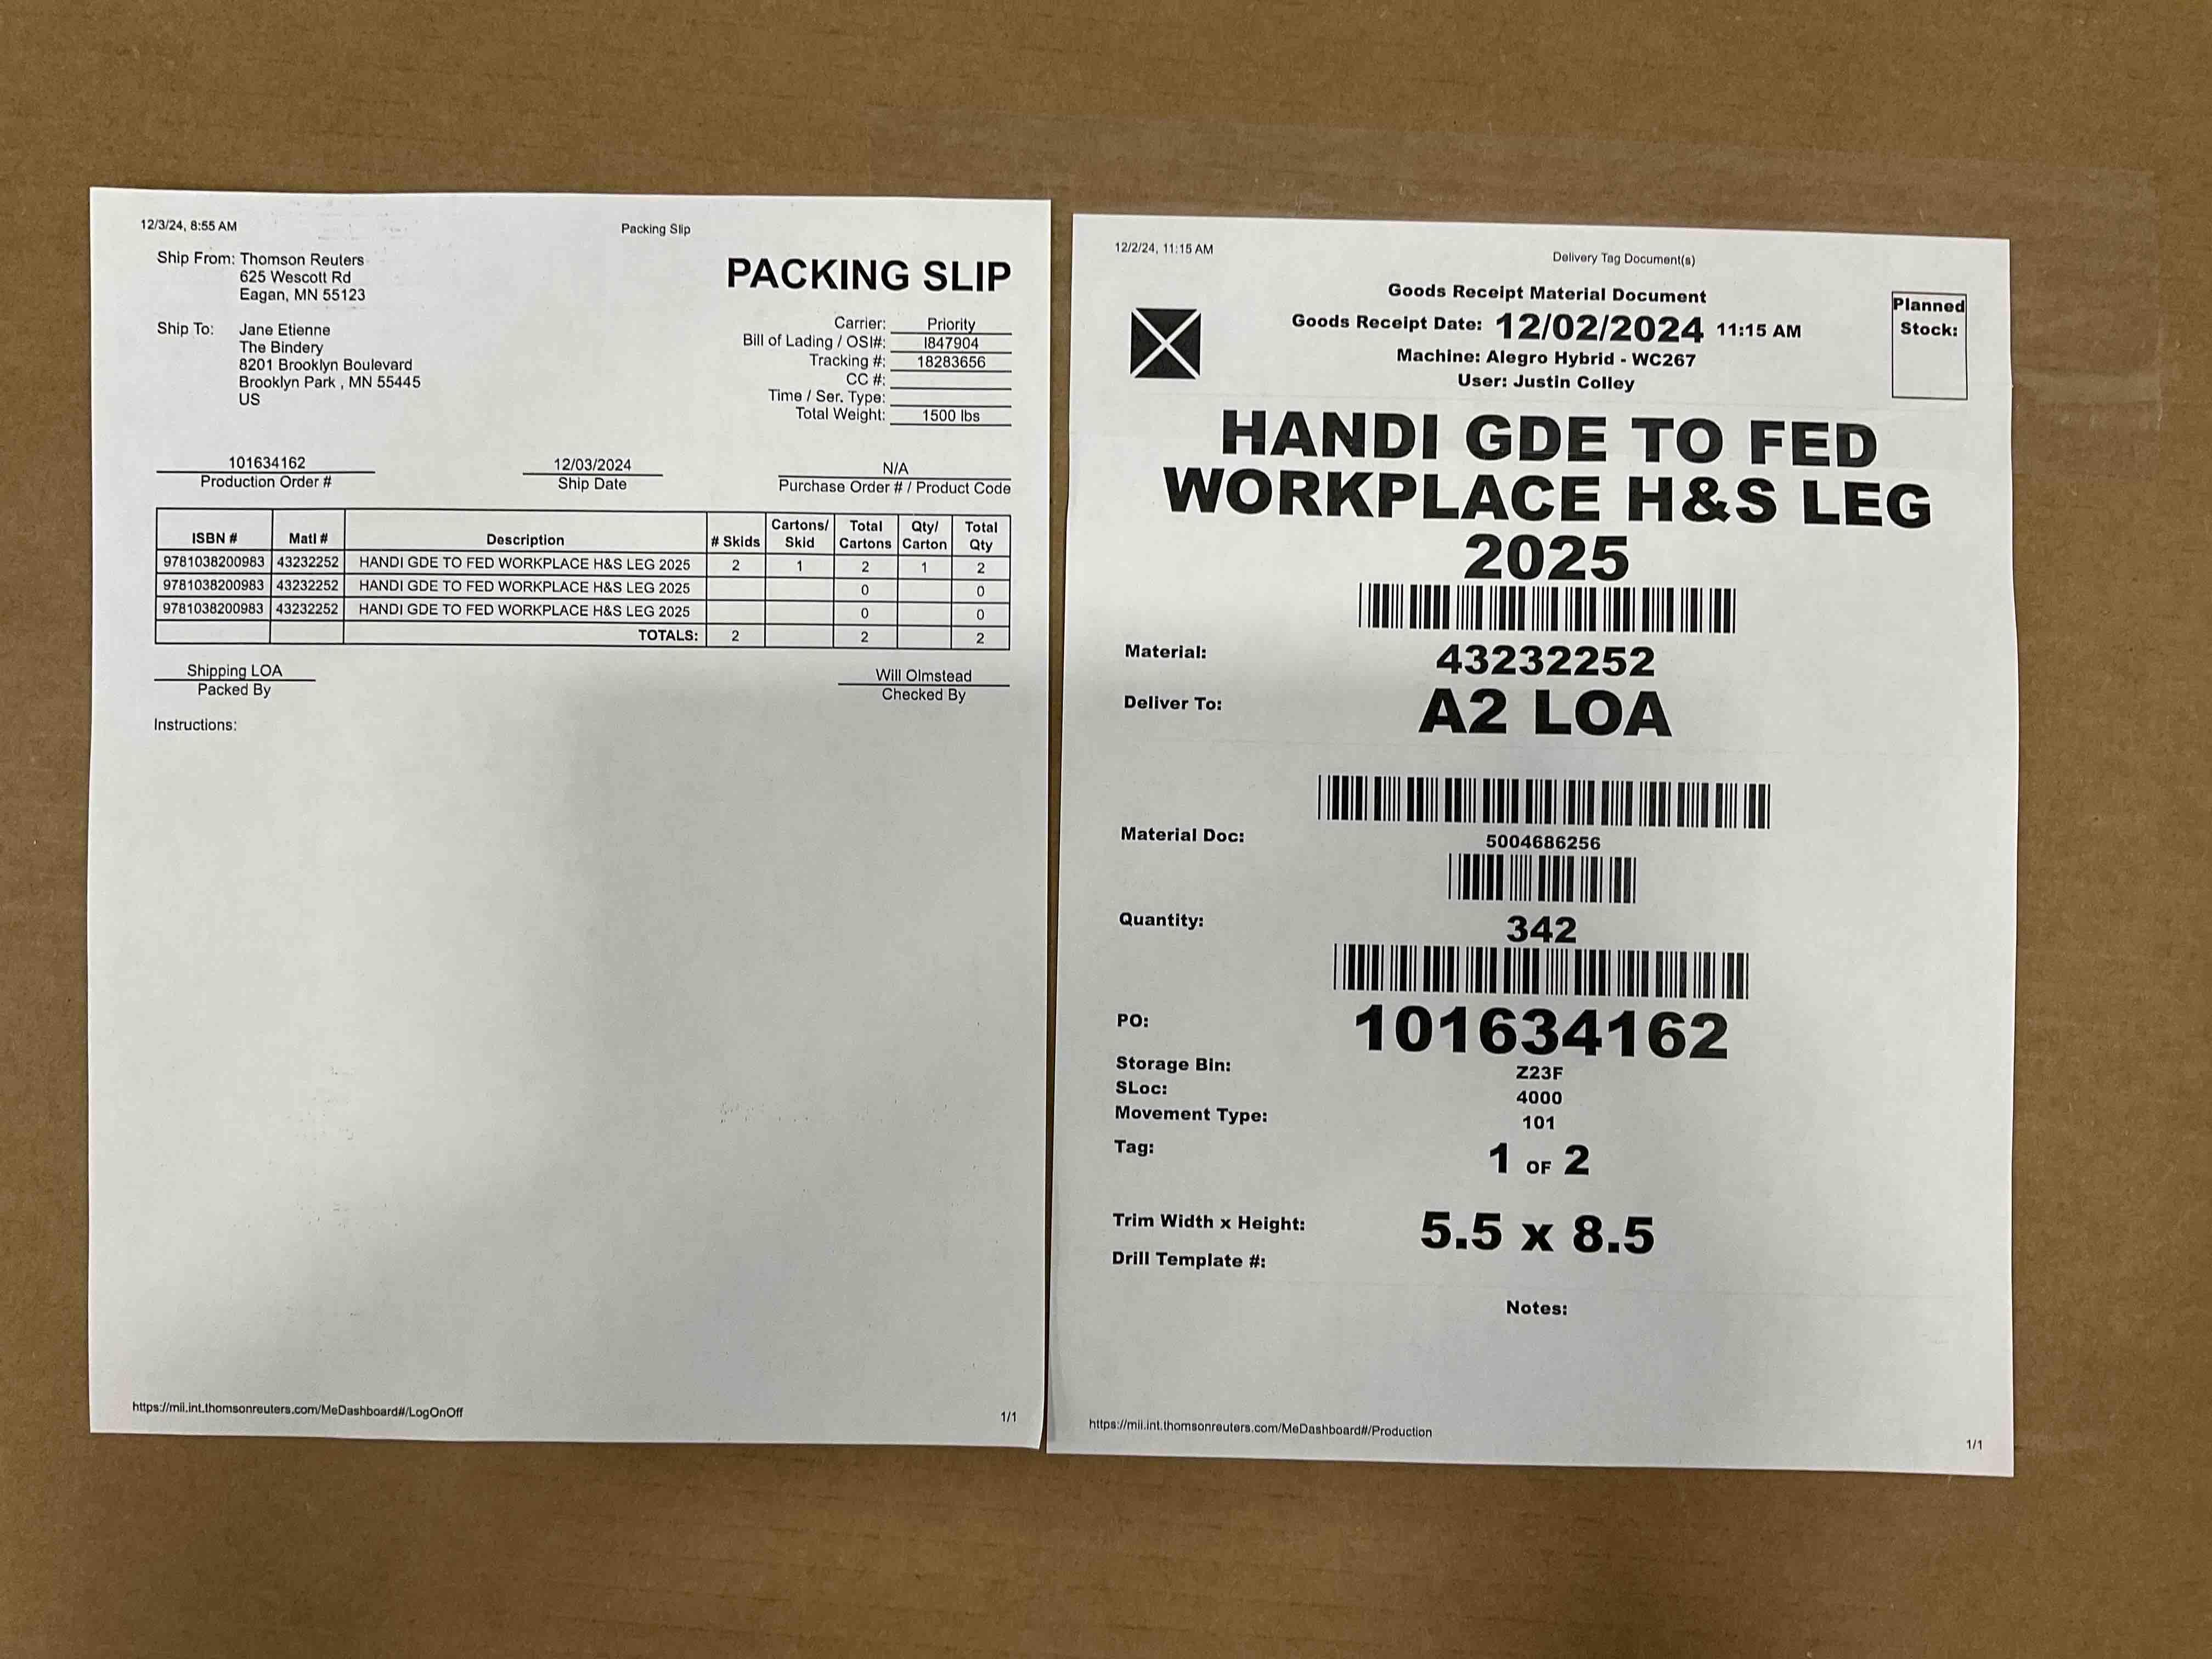 12/3/24, 8:55 AM
Packing Slip
Ship From: Thomson Reuters
625 Wescott Rd
Eagan, MN 55123
PACKING SLIP
Ship To: Jane Etienne
The Bindery
8201 Brooklyn Boulevard
Brooklyn Park , MN 55445
US
Carrier: Priority
Bill of Lading / OSI#: I847904
Tracking #: 18283656
CC #:
Time / Ser. Type:
Total Weight: 1500 lbs
101634162
Production Order #
12/03/2024
Ship Date
N/A
Purchase Order # / Product Code
ISBN # Matl # Description # Skids Cartons/ Skid Total Cartons Qty/ Carton Total Qty
9781038200983 43232252 HANDI GDE TO FED WORKPLACE H&S LEG 2025 2 1 2 1 2
9781038200983 43232252 HANDI GDE TO FED WORKPLACE H&S LEG 2025 0 0
9781038200983 43232252 HANDI GDE TO FED WORKPLACE H&S LEG 2025 0 0
TOTALS: 2 2 2
Shipping LOA
Packed By
Will Olmstead
Checked By
Instructions:
https://mii.int.thomsonreuters.com/MeDashboard#/LogOnOff
1/1
12/2/24, 11:15 AM
Delivery Tag Document(s)
Goods Receipt Material Document
Goods Receipt Date: 12/02/2024 11:15 AM
Machine: Alegro Hybrid - WC267
User: Justin Colley
Planned
Stock:
HANDI GDE TO FED
WORKPLACE H&S LEG
2025
Material: 43232252
Deliver To: A2 LOA
Material Doc: 5004686256
Quantity: 342
PO: 101634162
Storage Bin: Z23F
SLoc: 4000
Movement Type: 101
Tag: 1 OF 2
Trim Width x Height: 5.5 x 8.5
Drill Template #:
Notes:
https://mii.int.thomsonreuters.com/MeDashboard#/Production
1/1